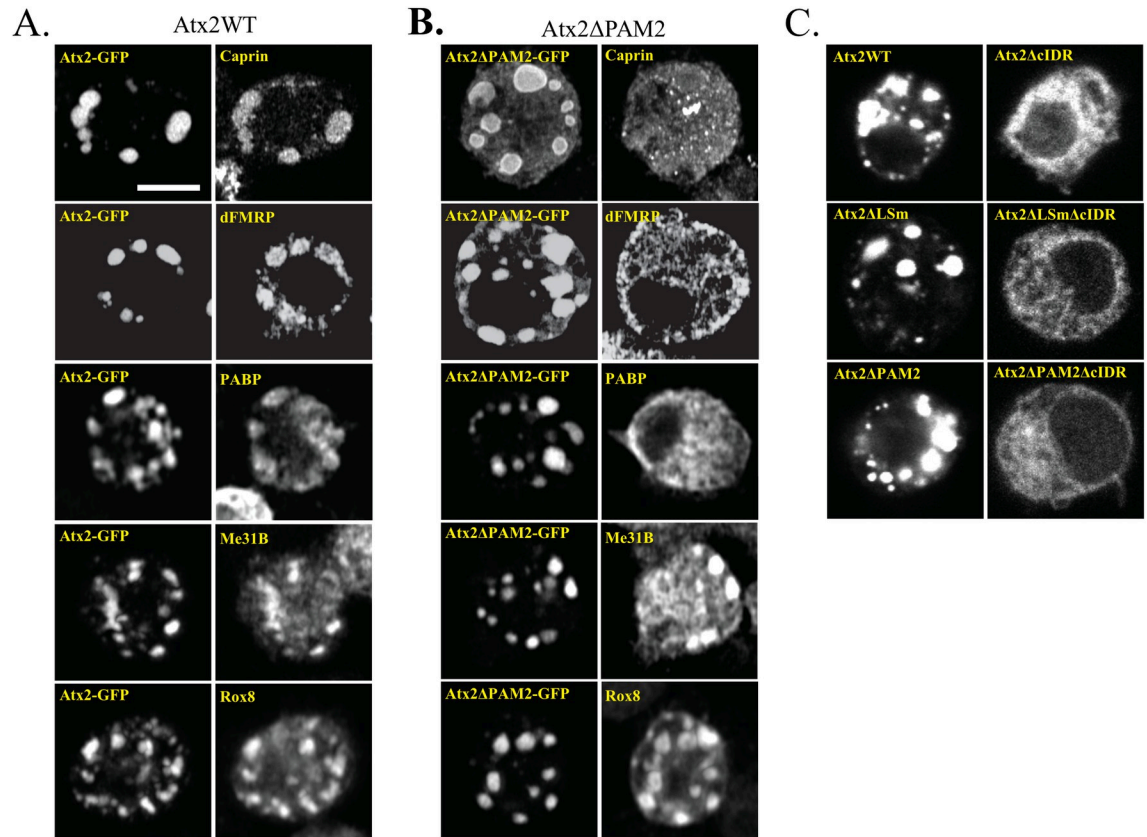 A.
Atx2WT
Atx2-GFP
Caprin
Atx2-GFP
dFMRP
Atx2-GFP
PABP
Atx2-GFP
Me31B
Atx2-GFP
Rox8
B.
Atx2ΔPAM2
Atx2ΔPAM2-GFP
Caprin
Atx2ΔPAM2-GFP
dFMRP
Atx2ΔPAM2-GFP
PABP
Atx2ΔPAM2-GFP
Me31B
Atx2ΔPAM2-GFP
Rox8
C.
Atx2WT
Atx2ΔcIDR
Atx2ΔLSm
Atx2ΔLSmΔcIDR
Atx2ΔPAM2
Atx2ΔPAM2ΔcIDR